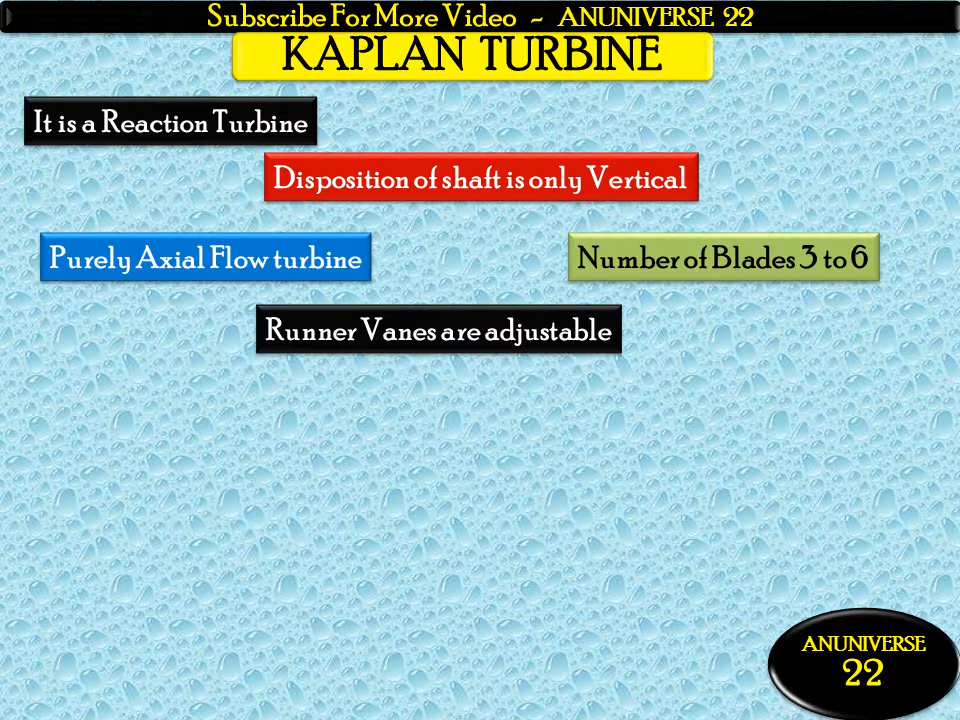 Subscribe For More Video - ANUNIVERSE 22
KAPLAN TURBINE
It is a Reaction Turbine
Disposition of shaft is only Vertical
Purely Axial Flow turbine
Number of Blades 3 to 6
Runner Vanes are adjustable
ANUNIVERSE
22